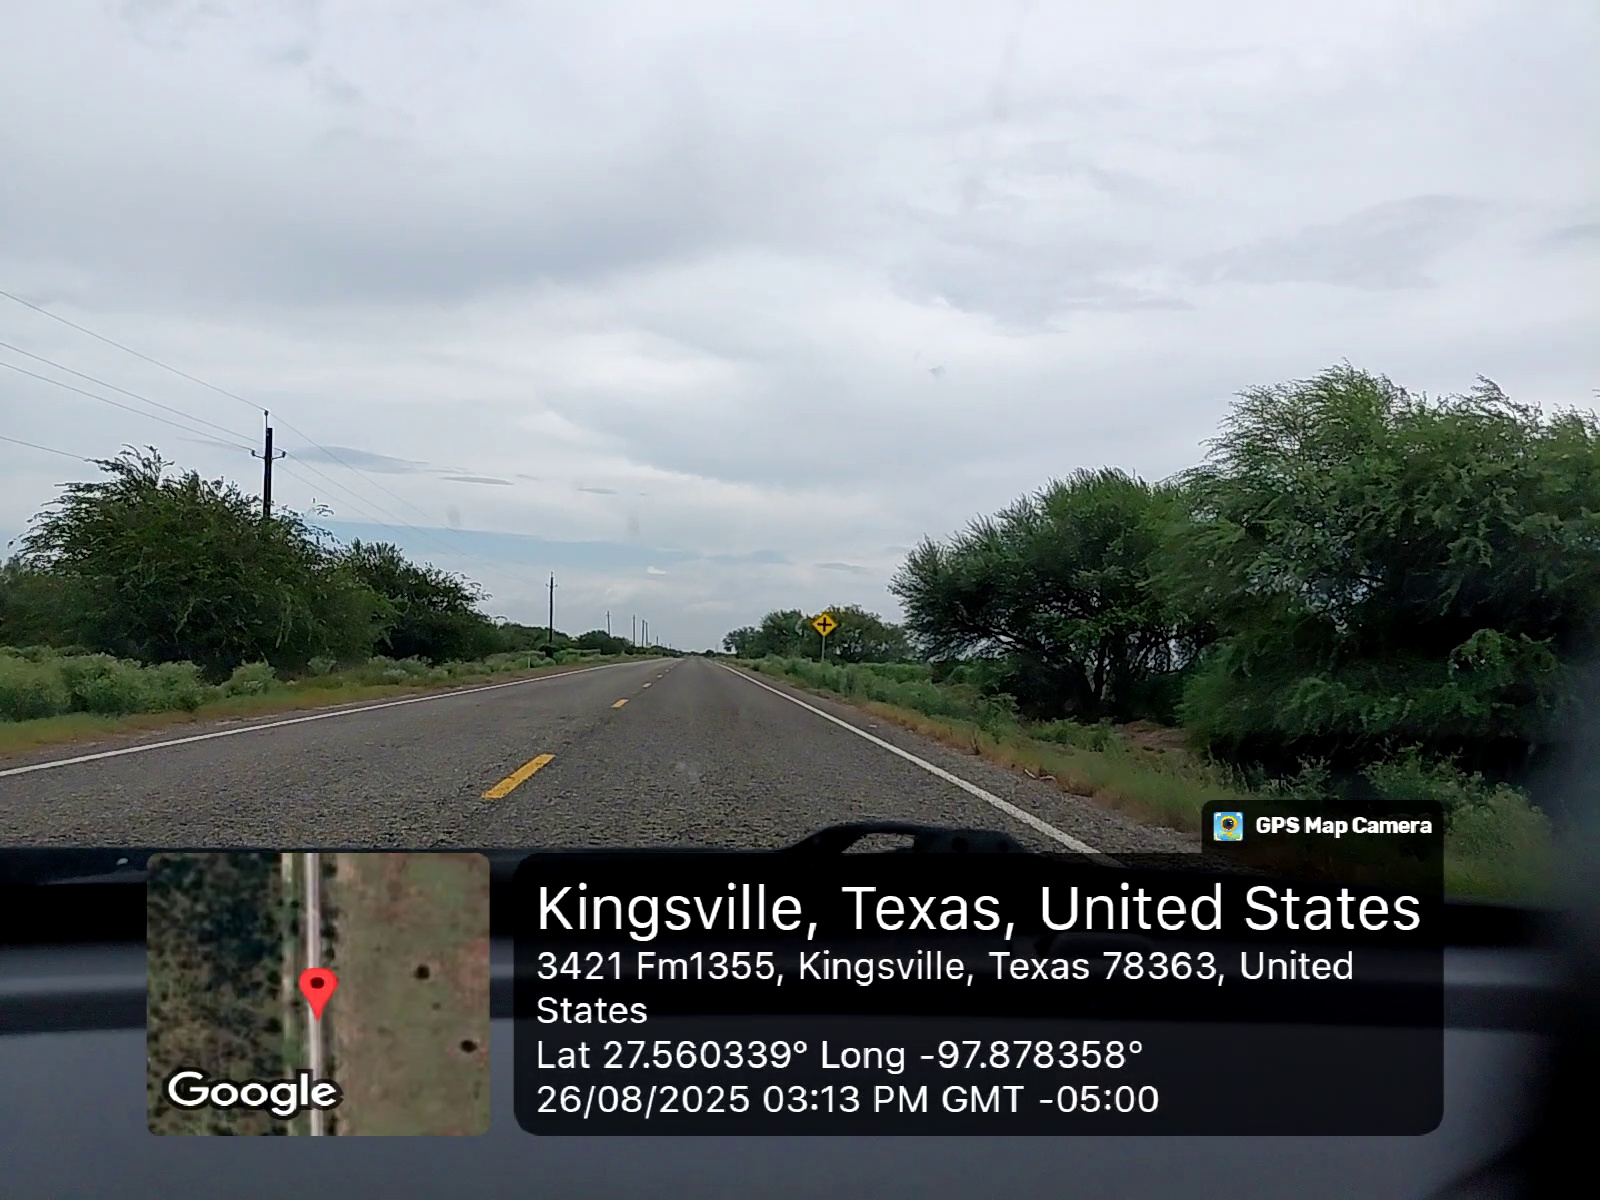 GPS Map Camera
Kingsville, Texas, United States
3421 Fm1355, Kingsville, Texas 78363, United
States
Lat 27.560339° Long -97.878358°
26/08/2025 03:13 PM GMT -05:00
Google